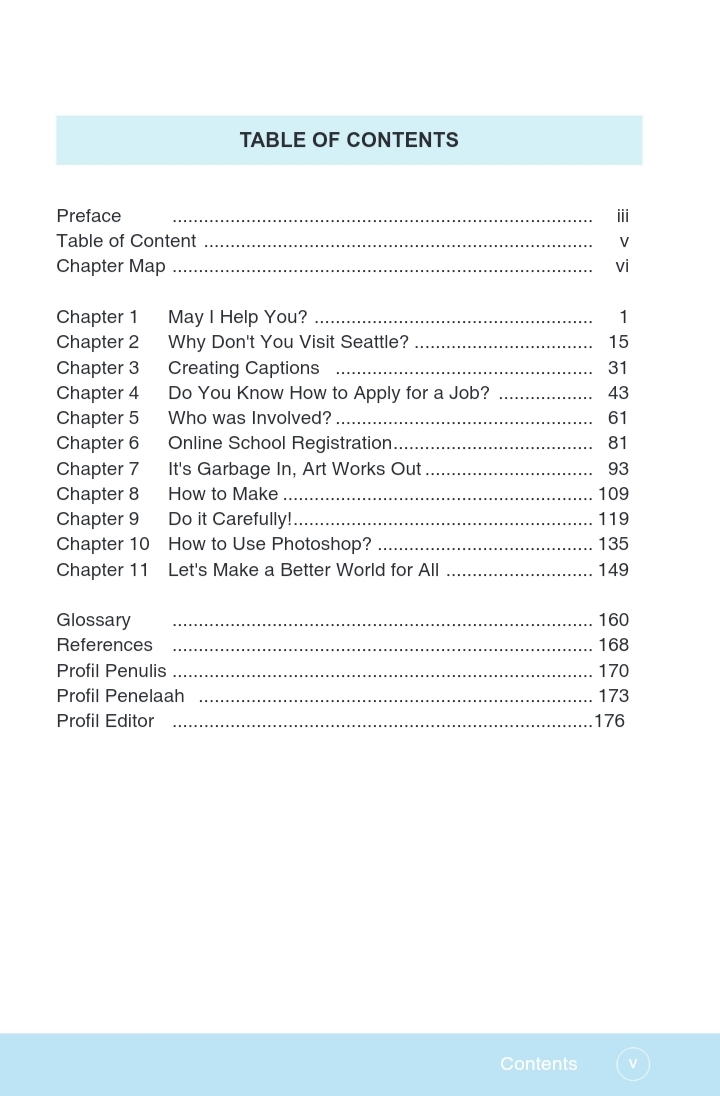 TABLE OF CONTENTS
Preface ................................................................................ iii
Table of Content .......................................................................... v
Chapter Map ................................................................................ vi
Chapter 1 May I Help You? ..................................................... 1
Chapter 2 Why Don't You Visit Seattle? .................................. 15
Chapter 3 Creating Captions ................................................. 31
Chapter 4 Do You Know How to Apply for a Job? .................. 43
Chapter 5 Who was Involved? ................................................. 61
Chapter 6 Online School Registration...................................... 81
Chapter 7 It's Garbage In, Art Works Out ................................ 93
Chapter 8 How to Make ........................................................... 109
Chapter 9 Do it Carefully!......................................................... 119
Chapter 10 How to Use Photoshop? ......................................... 135
Chapter 11 Let's Make a Better World for All ............................ 149
Glossary ................................................................................ 160
References ................................................................................ 168
Profil Penulis ................................................................................ 170
Profil Penelaah ........................................................................... 173
Profil Editor ................................................................................176
Contents v